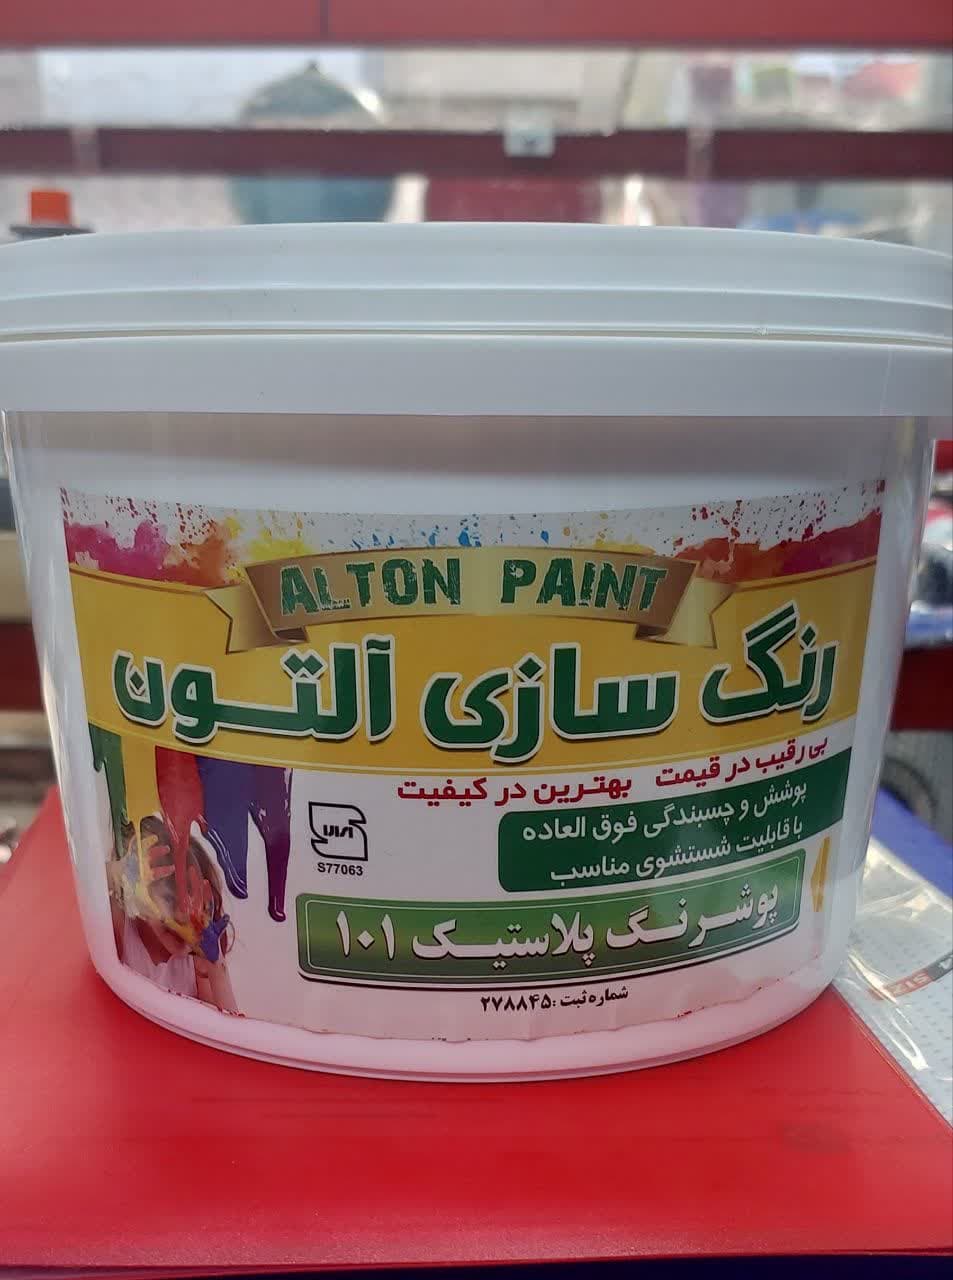 ALTON PAINT
رنگ سازی آلتون
بی رقیب در قیمت بهترین در کیفیت
پوشش و چسبندگی فوق العاده
با قابلیت شستشوی مناسب
S77063
پوشرنگ پلاستیک ۱۰۱
شماره ثبت :۲۷۸۸۴۵